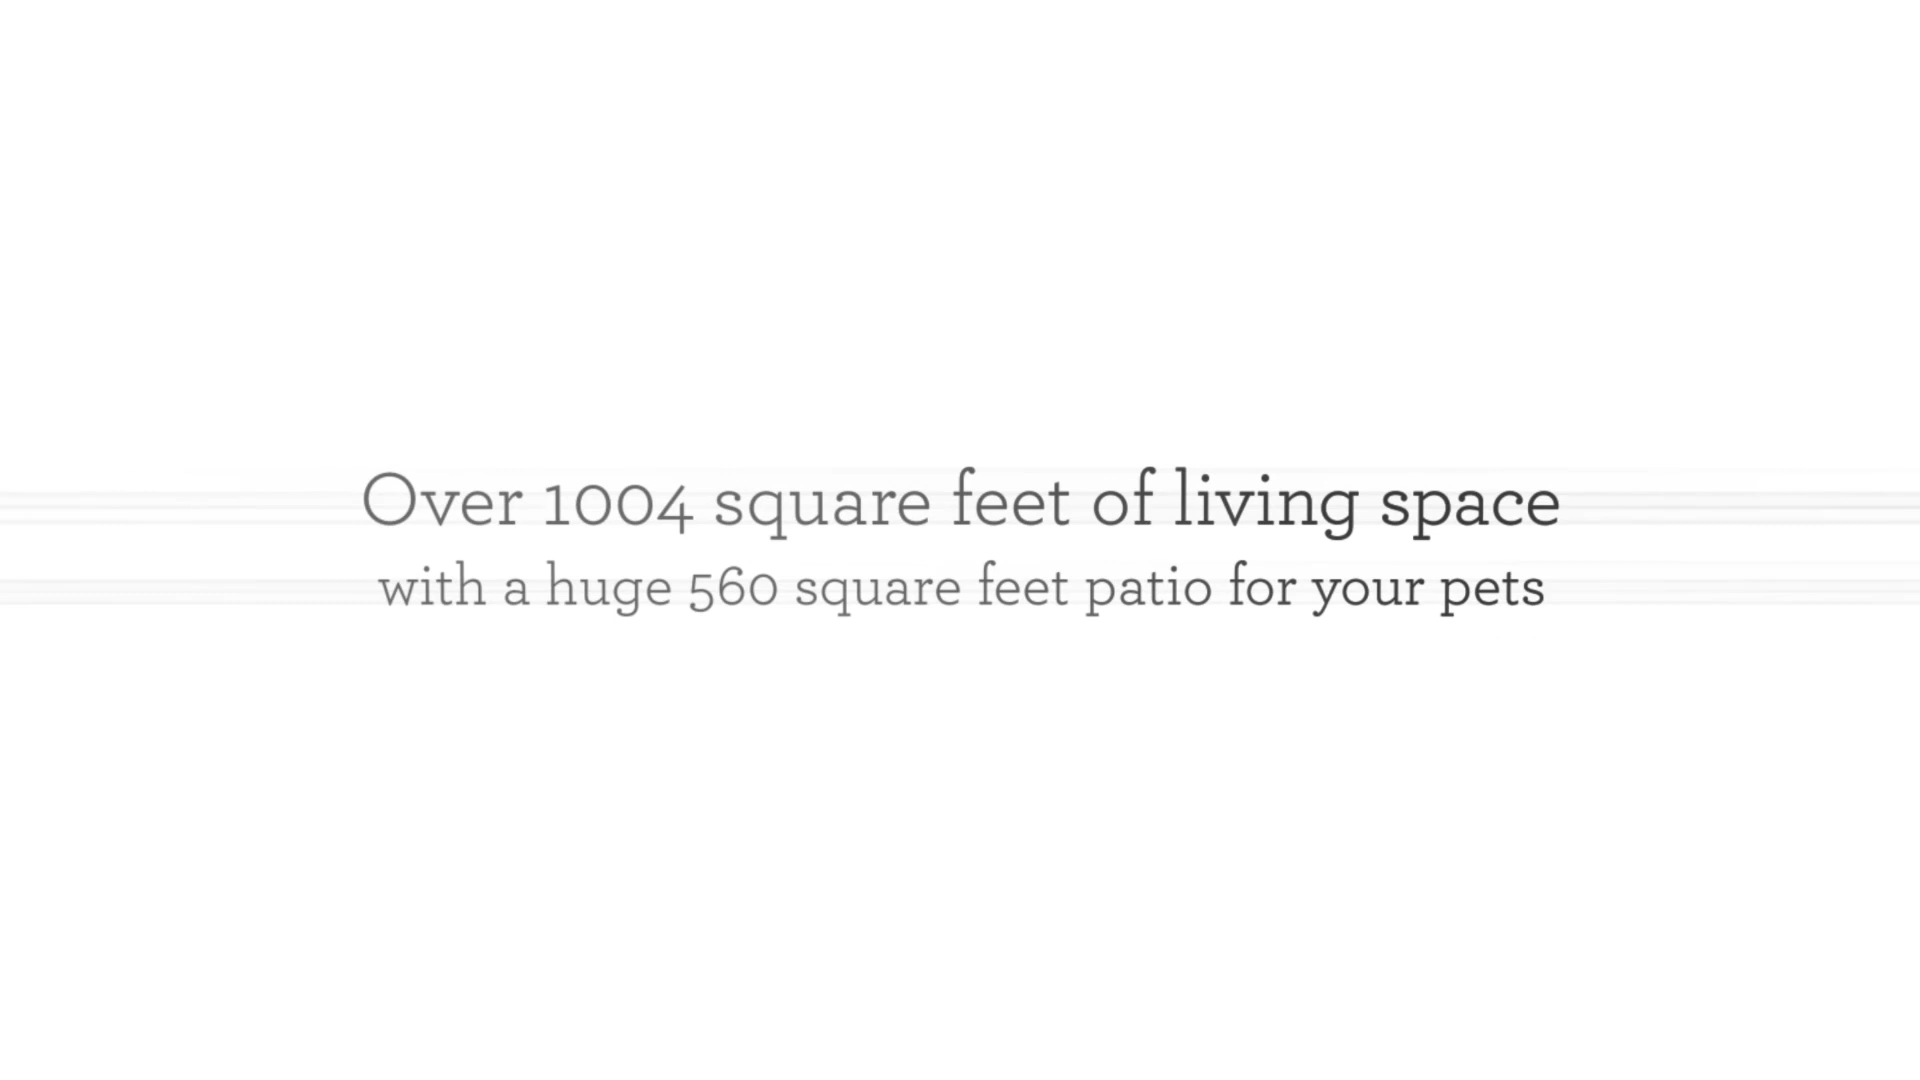 Over 1004 square feet of living space
with a huge 560 square feet patio for your pets